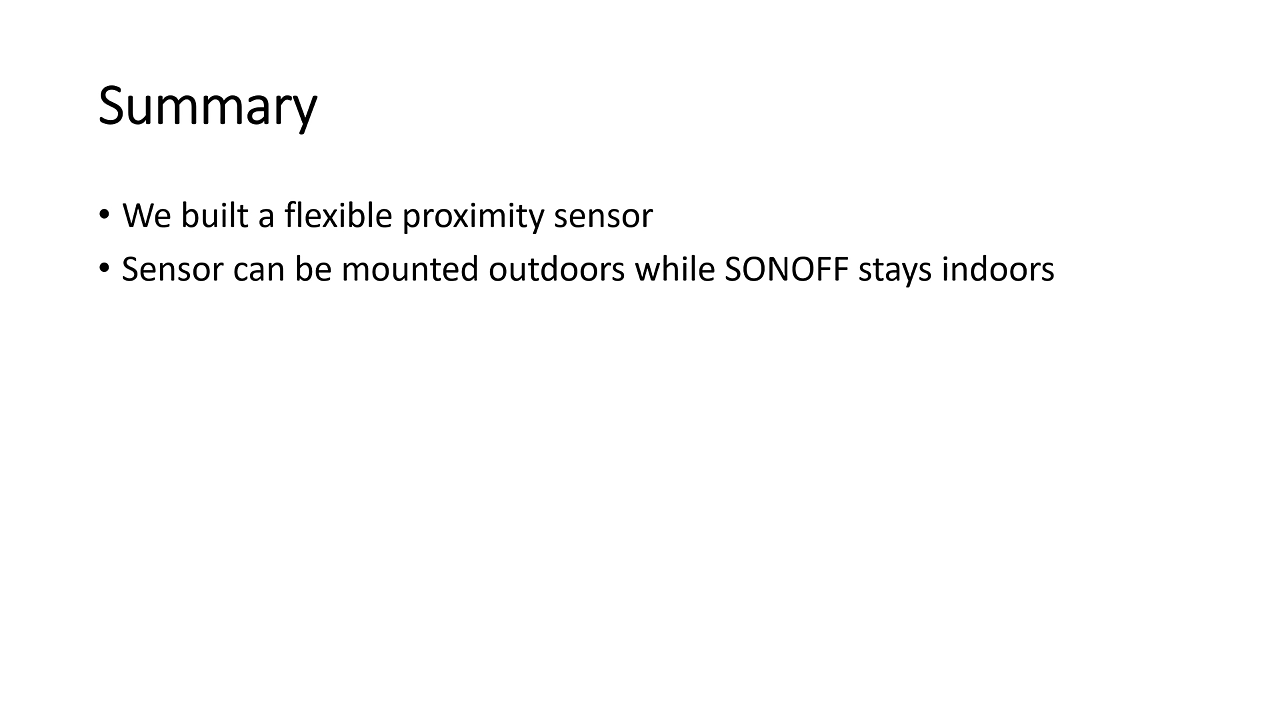 Summary
• We built a flexible proximity sensor
• Sensor can be mounted outdoors while SONOFF stays indoors